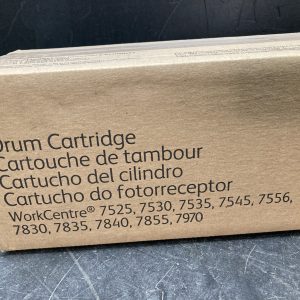 Drum Cartridge
Cartouche de tambour
Cartucho del cilindro
Cartucho do fotorreceptor
WorkCentre® 7525, 7530, 7535, 7545, 7556,
7830, 7835, 7840, 7855, 7970